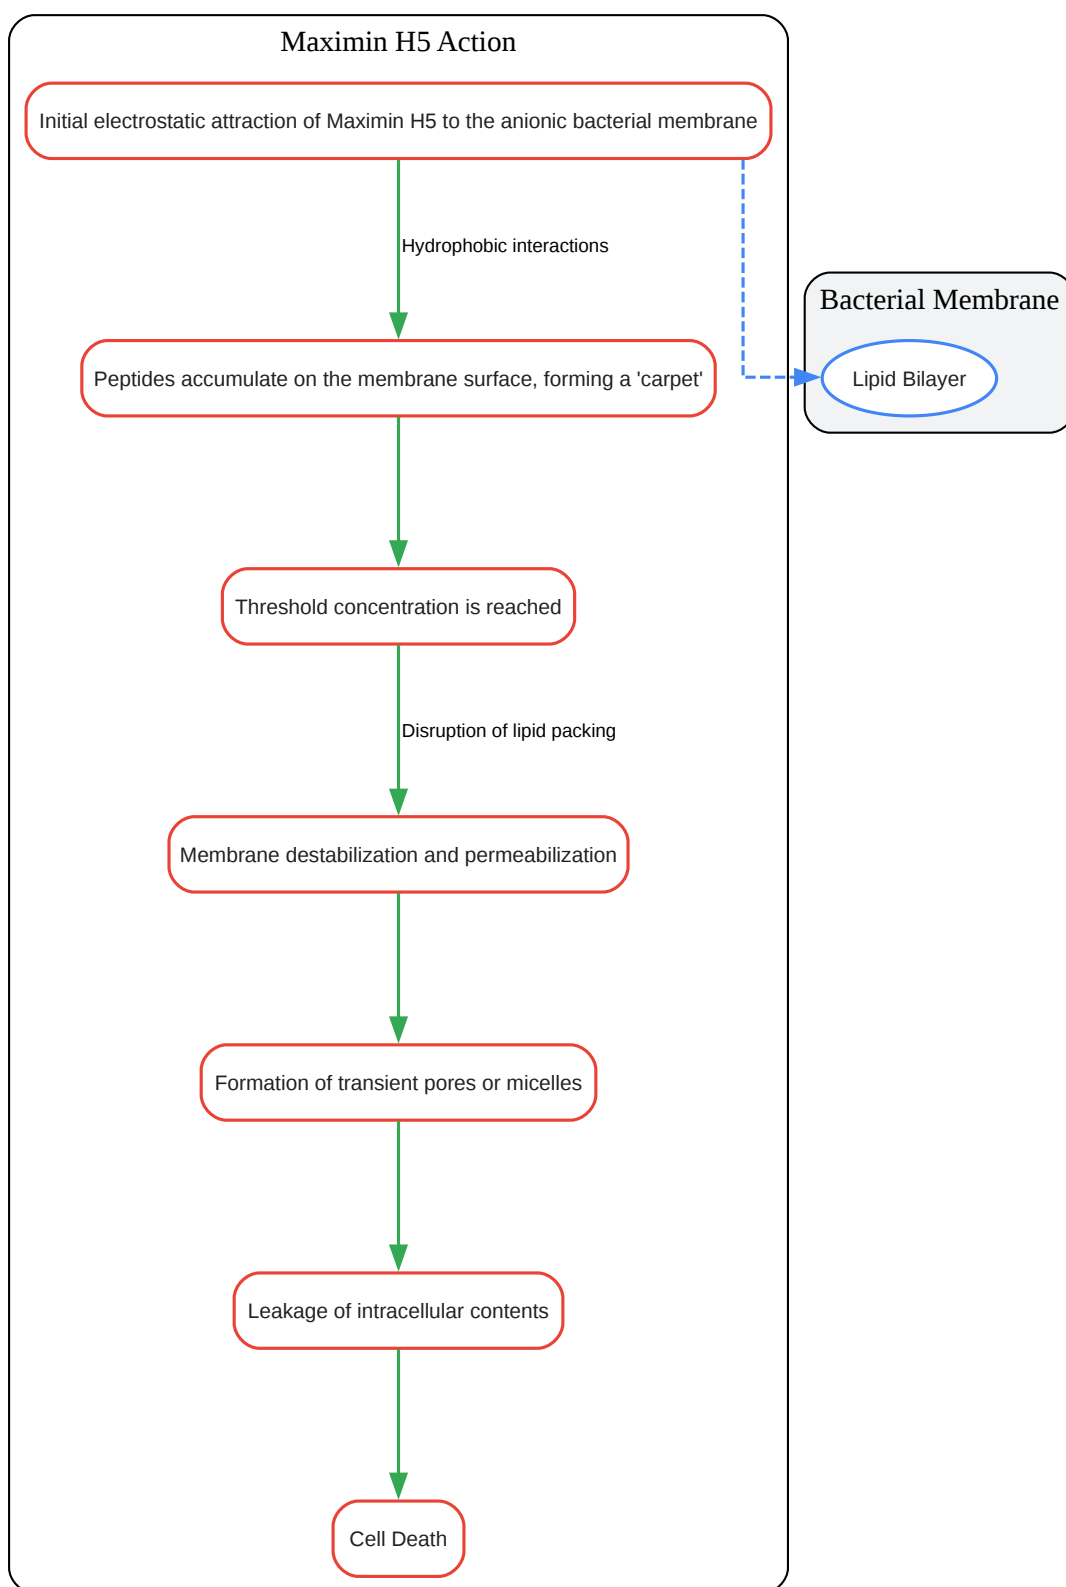 Maximin H5 Action
Initial electrostatic attraction of Maximin H5 to the anionic bacterial membrane
Hydrophobic interactions
Bacterial Membrane
Peptides accumulate on the membrane surface, forming a 'carpet'
Lipid Bilayer
Threshold concentration is reached
Disruption of lipid packing
Membrane destabilization and permeabilization
Formation of transient pores or micelles
Leakage of intracellular contents
Cell Death